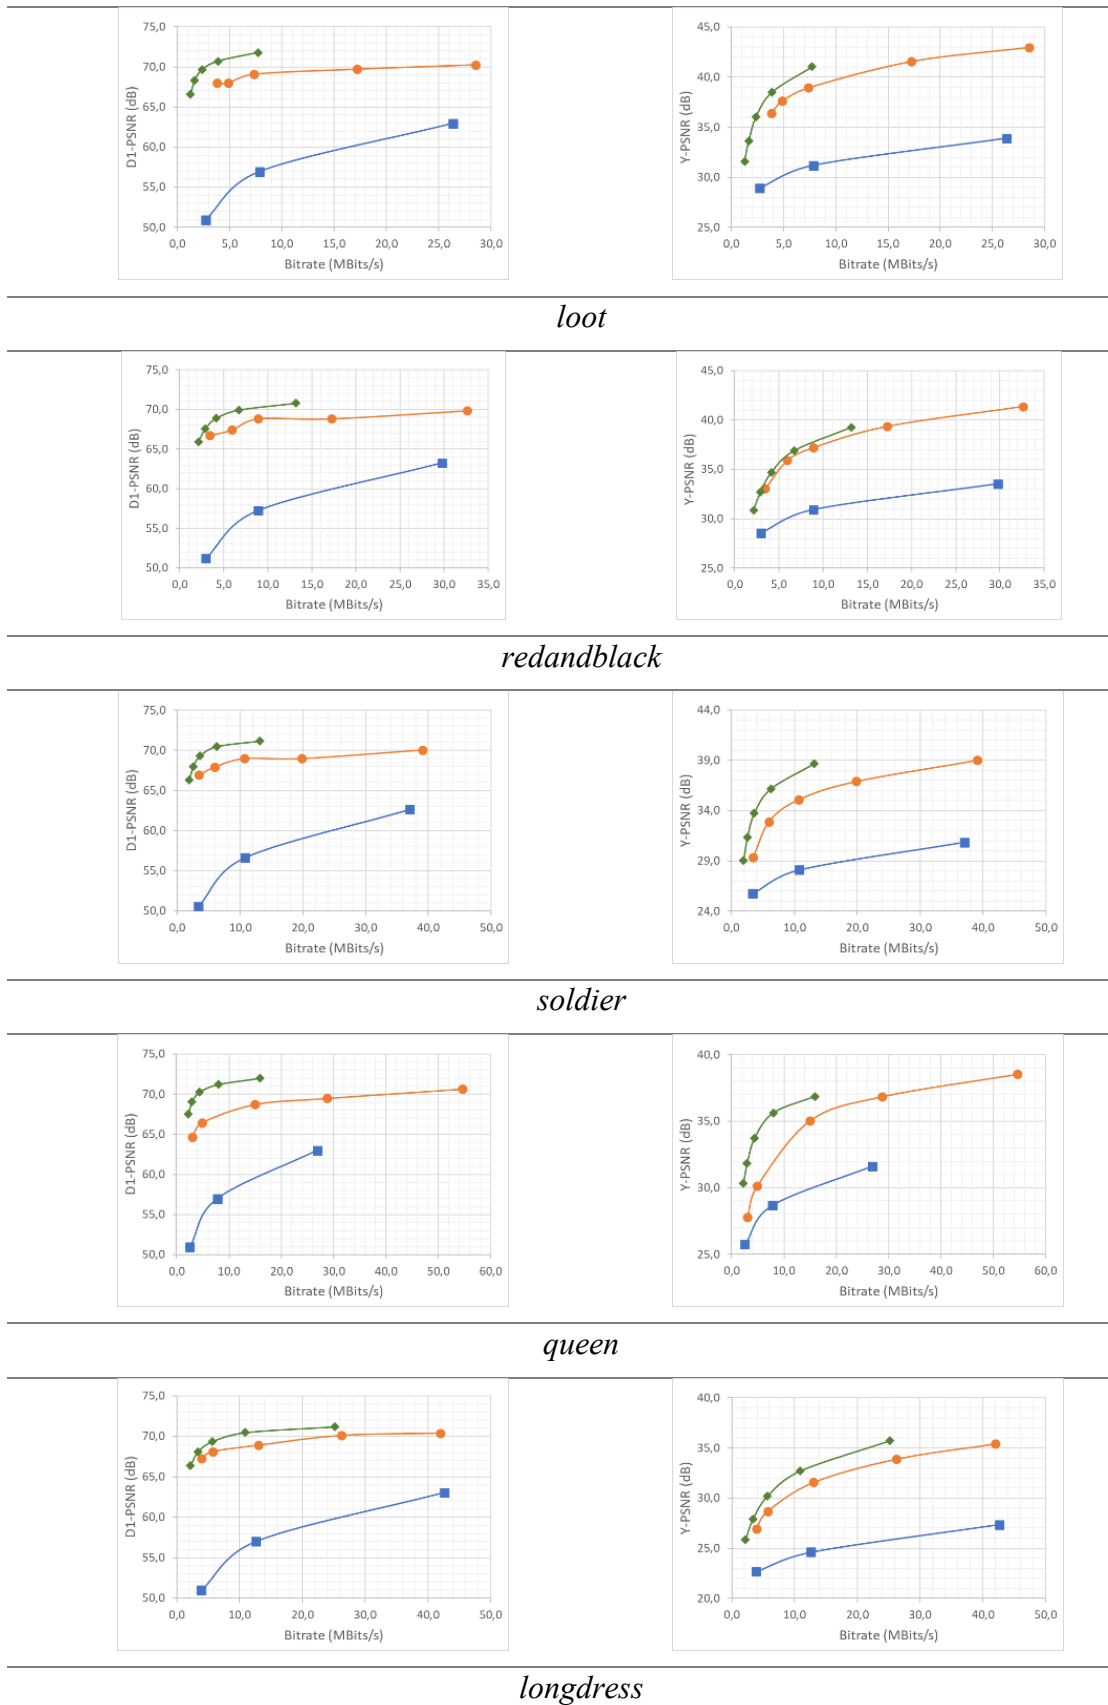 75,0
70,0
65,0
60,0
55,0
50,0
D1-PSNR (dB)
0,0 5,0 10,0 15,0 20,0 25,0 30,0
Bitrate (MBits/s)
45,0
40,0
35,0
30,0
25,0
Y-PSNR (dB)
0,0 5,0 10,0 15,0 20,0 25,0 30,0
Bitrate (MBits/s)
loot
75,0
70,0
65,0
60,0
55,0
50,0
D1-PSNR (dB)
0,0 5,0 10,0 15,0 20,0 25,0 30,0 35,0
Bitrate (MBits/s)
45,0
40,0
35,0
30,0
25,0
Y-PSNR (dB)
0,0 5,0 10,0 15,0 20,0 25,0 30,0 35,0
Bitrate (MBits/s)
redandblack
75,0
70,0
65,0
60,0
55,0
50,0
D1-PSNR (dB)
0,0 10,0 20,0 30,0 40,0 50,0
Bitrate (MBits/s)
44,0
39,0
34,0
29,0
24,0
Y-PSNR (dB)
0,0 10,0 20,0 30,0 40,0 50,0
Bitrate (MBits/s)
soldier
75,0
70,0
65,0
60,0
55,0
50,0
D1-PSNR (dB)
0,0 10,0 20,0 30,0 40,0 50,0 60,0
Bitrate (MBits/s)
40,0
35,0
30,0
25,0
Y-PSNR (dB)
0,0 10,0 20,0 30,0 40,0 50,0 60,0
Bitrate (MBits/s)
queen
75,0
70,0
65,0
60,0
55,0
50,0
D1-PSNR (dB)
0,0 10,0 20,0 30,0 40,0 50,0
Bitrate (MBits/s)
40,0
35,0
30,0
25,0
20,0
Y-PSNR (dB)
0,0 10,0 20,0 30,0 40,0 50,0
Bitrate (MBits/s)
longdress